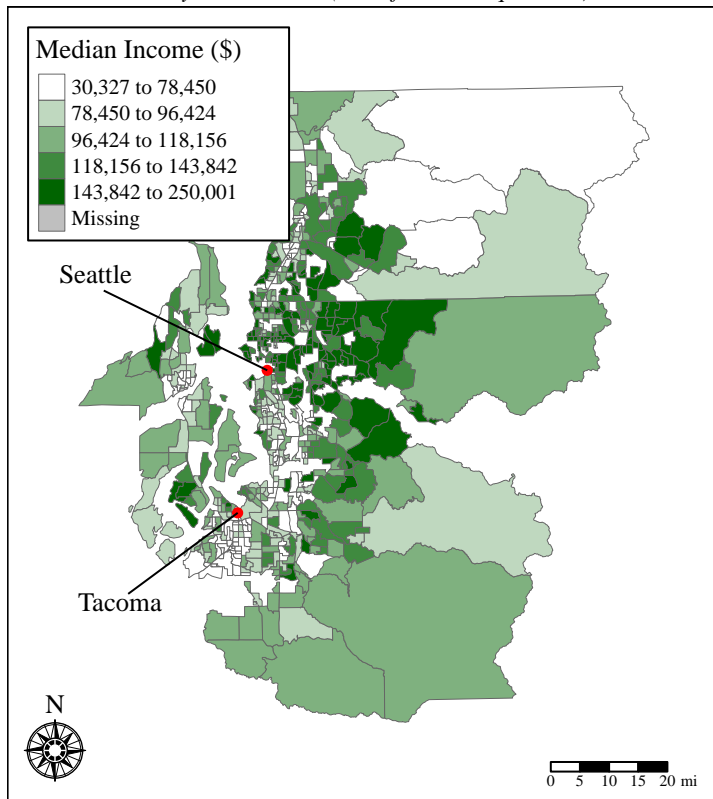 Median Income ($)
30,327 to 78,450
78,450 to 96,424
96,424 to 118,156
118,156 to 143,842
143,842 to 250,001
Missing
Seattle
Tacoma
N
0 5 10 15 20 mi